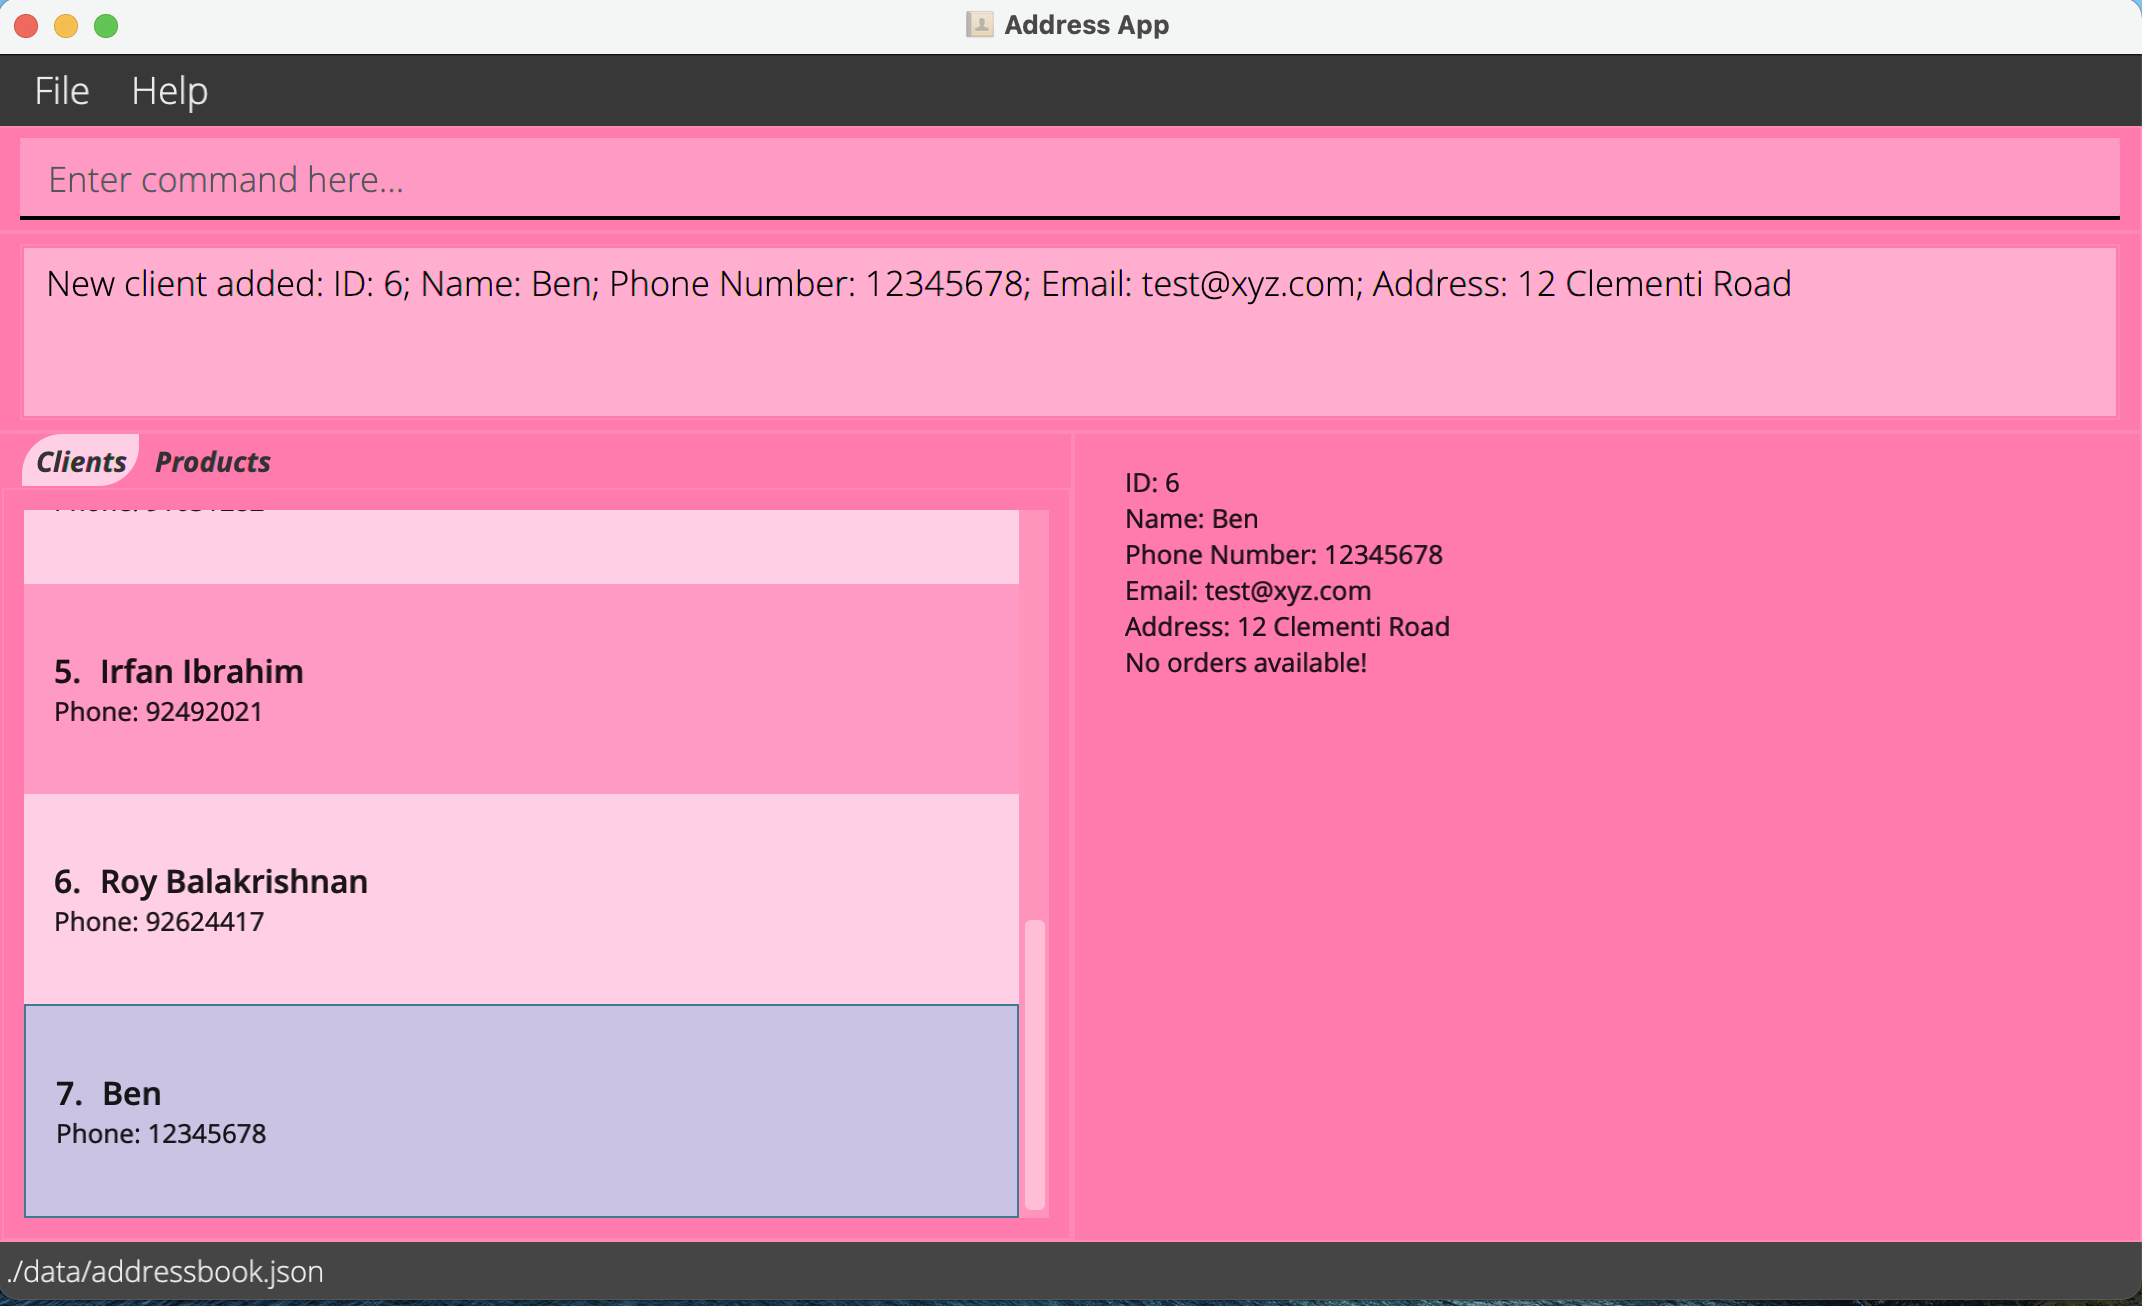 Address App
File Help
Enter command here...
New client added: ID: 6; Name: Ben; Phone Number: 12345678; Email: test@xyz.com; Address: 12 Clementi Road
Clients Products
5. Irfan Ibrahim
Phone: 92492021
6. Roy Balakrishnan
Phone: 92624417
7. Ben
Phone: 12345678
ID: 6
Name: Ben
Phone Number: 12345678
Email: test@xyz.com
Address: 12 Clementi Road
No orders available!
./data/addressbook.json